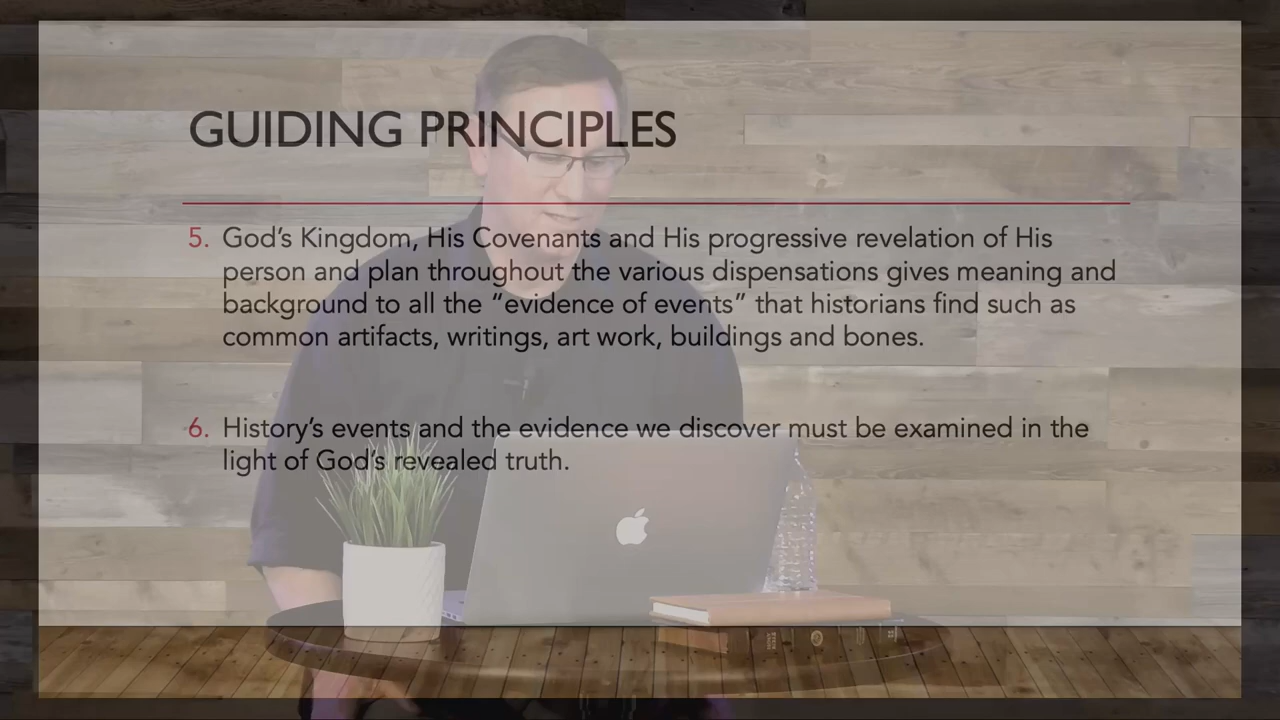 GUIDING PRINCIPLES
5. God's Kingdom, His Covenants and His progressive revelation of His
person and plan throughout the various dispensations gives meaning and
background to all the “evidence of events” that historians find such as
common artifacts, writings, art work, buildings and bones.
6. History's events and the evidence we discover must be examined in the
light of God's revealed truth.